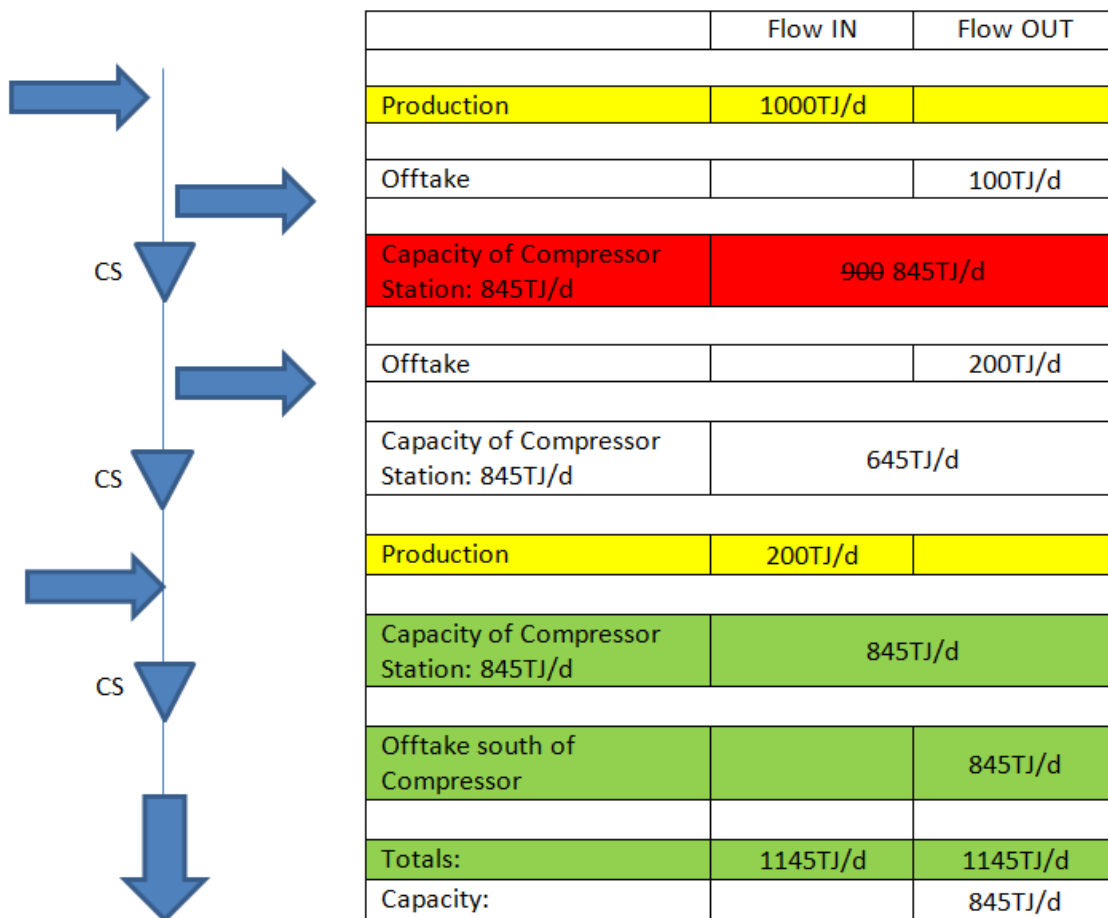 Flow IN Flow OUT
Production 1000TJ/d
Offtake 100TJ/d
CS
Capacity of Compressor
Station: 845TJ/d
900 845TJ/d
Offtake 200TJ/d
CS
Capacity of Compressor
Station: 845TJ/d
645TJ/d
Production 200TJ/d
CS
Capacity of Compressor
Station: 845TJ/d
845TJ/d
Offtake south of
Compressor
845TJ/d
Totals: 1145TJ/d 1145TJ/d
Capacity: 845TJ/d